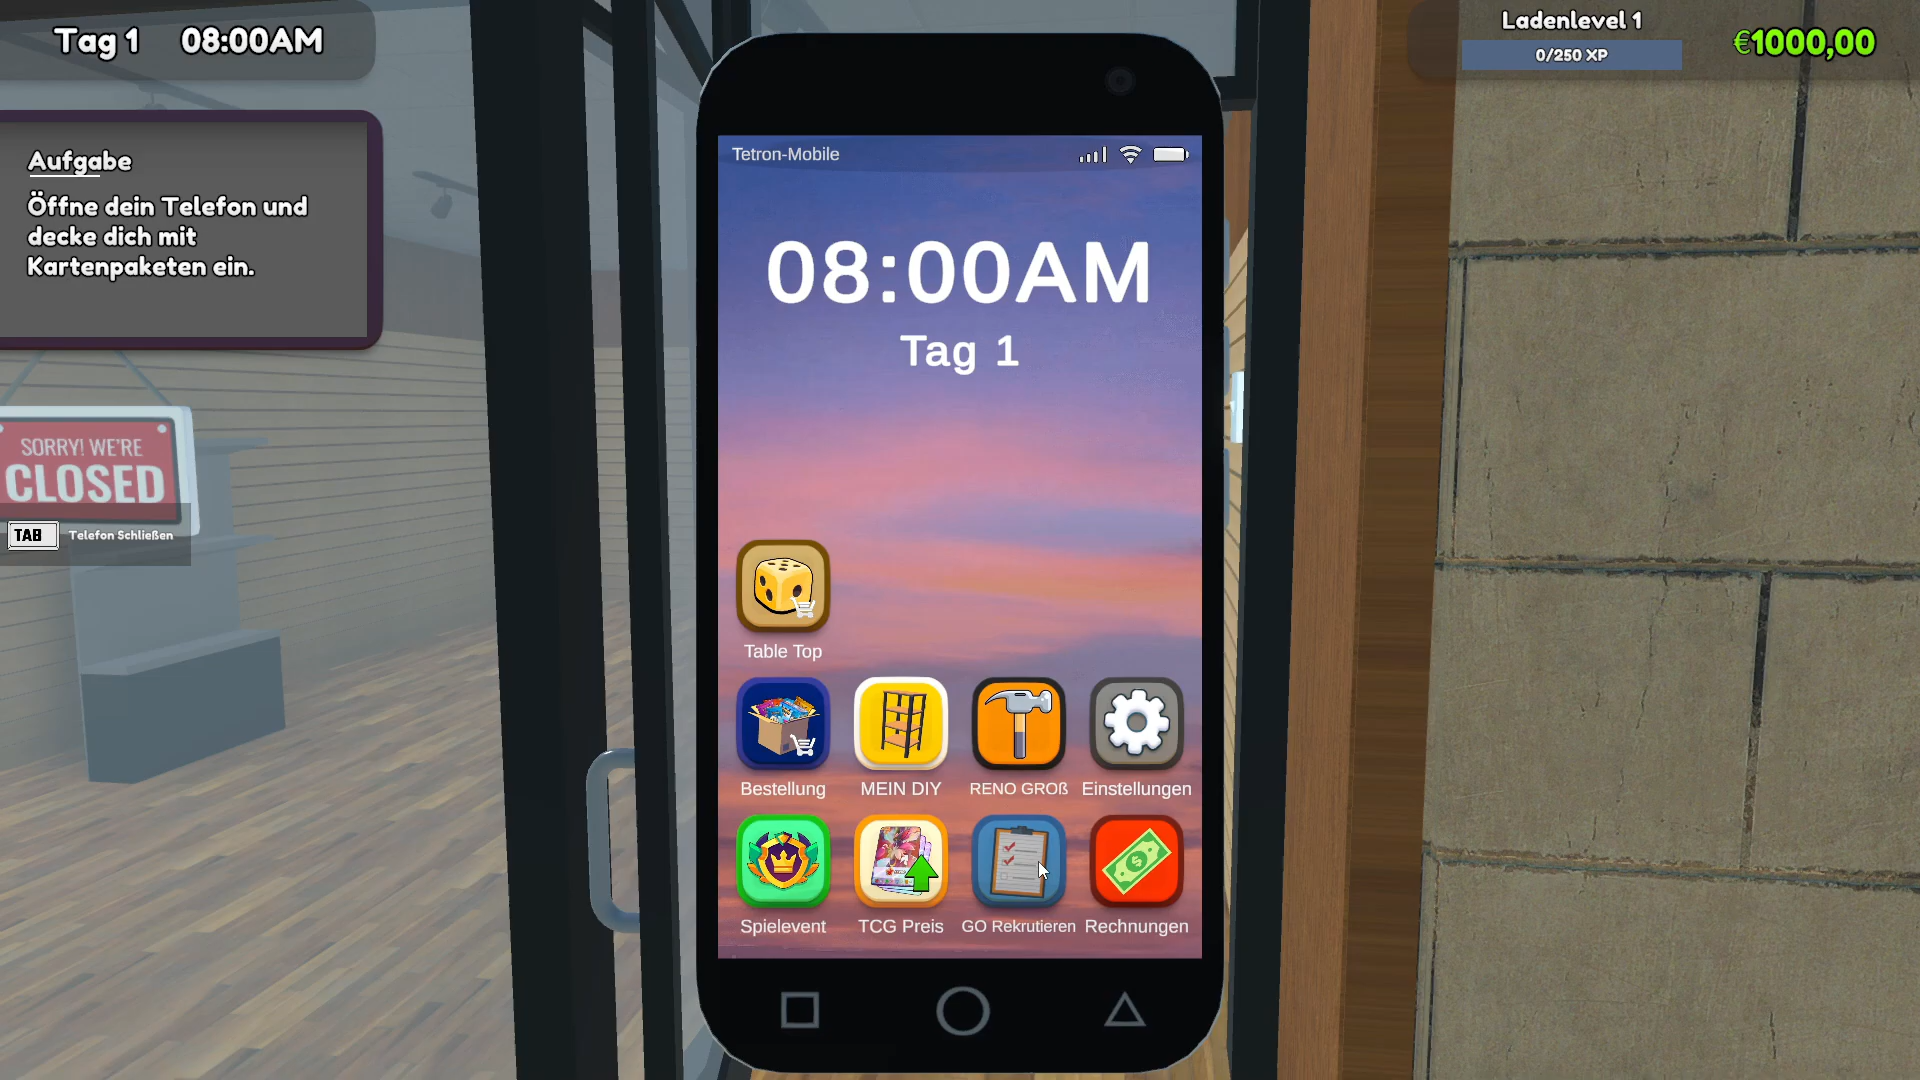 Tag 1 08:00AM
Ladenlevel 1
0/250 XP
€1000,00
Aufgabe
Öffne dein Telefon und
decke dich mit
Kartenpaketen ein.
SORRY! WE'RE
CLOSED
TAB Telefon Schließen
Tetron-Mobile
08:00AM
Tag 1
Table Top
Bestellung MEIN DIY RENO GROß Einstellungen
Spielevent TCG Preis GO Rekrutieren Rechnungen